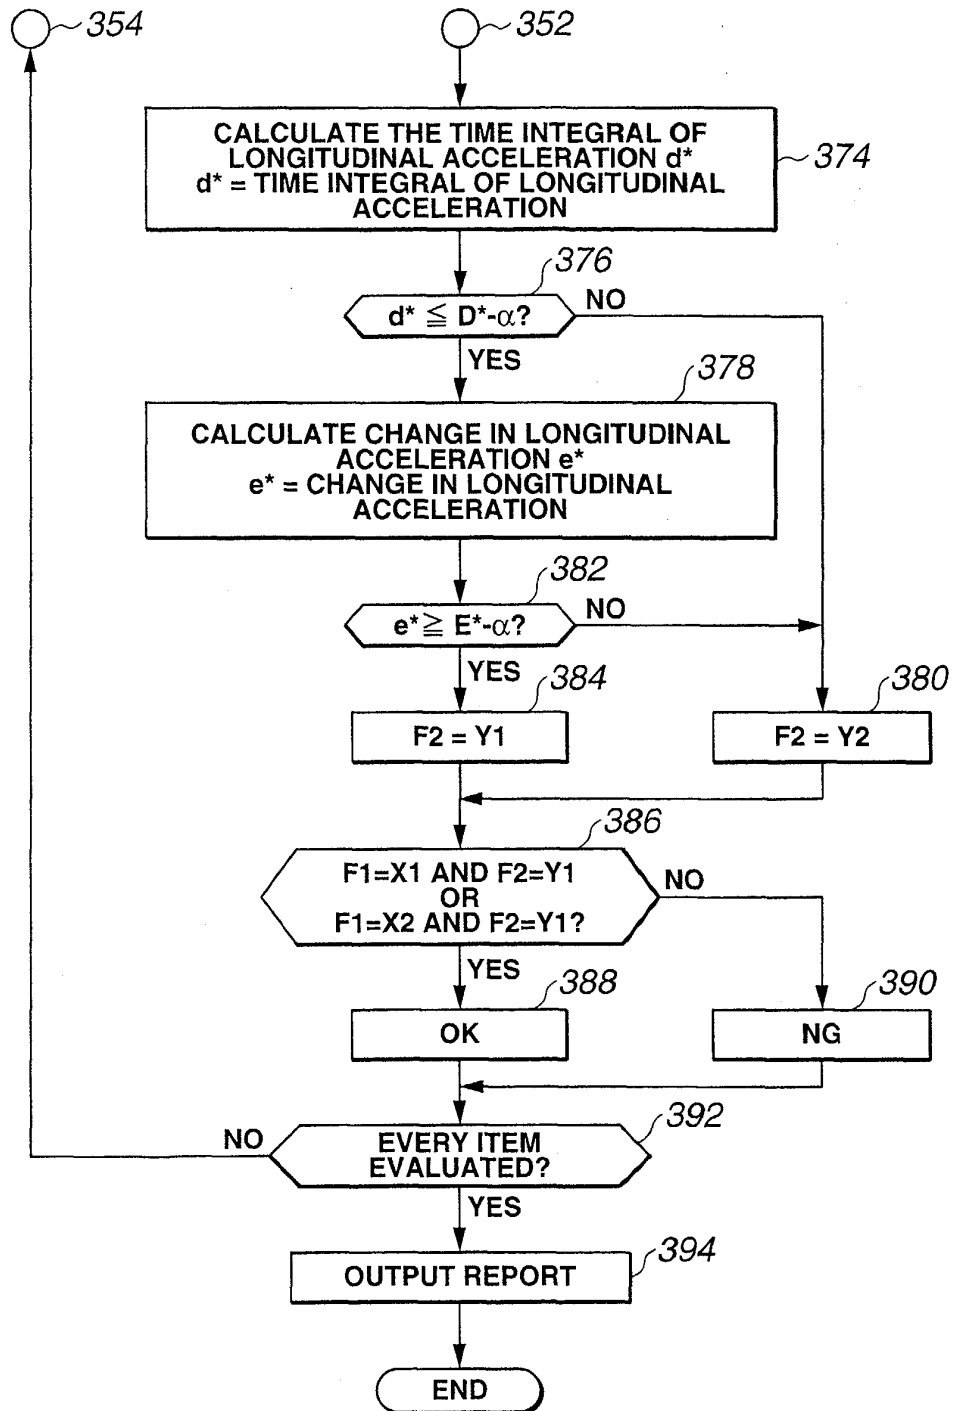 354
352
CALCULATE THE TIME INTEGRAL OF
LONGITUDINAL ACCELERATION d*
d* = TIME INTEGRAL OF LONGITUDINAL
ACCELERATION
374
376
d* ≦ D*-α?
NO
YES
378
CALCULATE CHANGE IN LONGITUDINAL
ACCELERATION e*
e* = CHANGE IN LONGITUDINAL
ACCELERATION
382
e* ≧ E*-α?
NO
YES
384
380
F2 = Y1
F2 = Y2
386
F1=X1 AND F2=Y1
OR
F1=X2 AND F2=Y1?
NO
YES
388
390
OK
NG
392
NO
EVERY ITEM
EVALUATED?
YES
394
OUTPUT REPORT
END